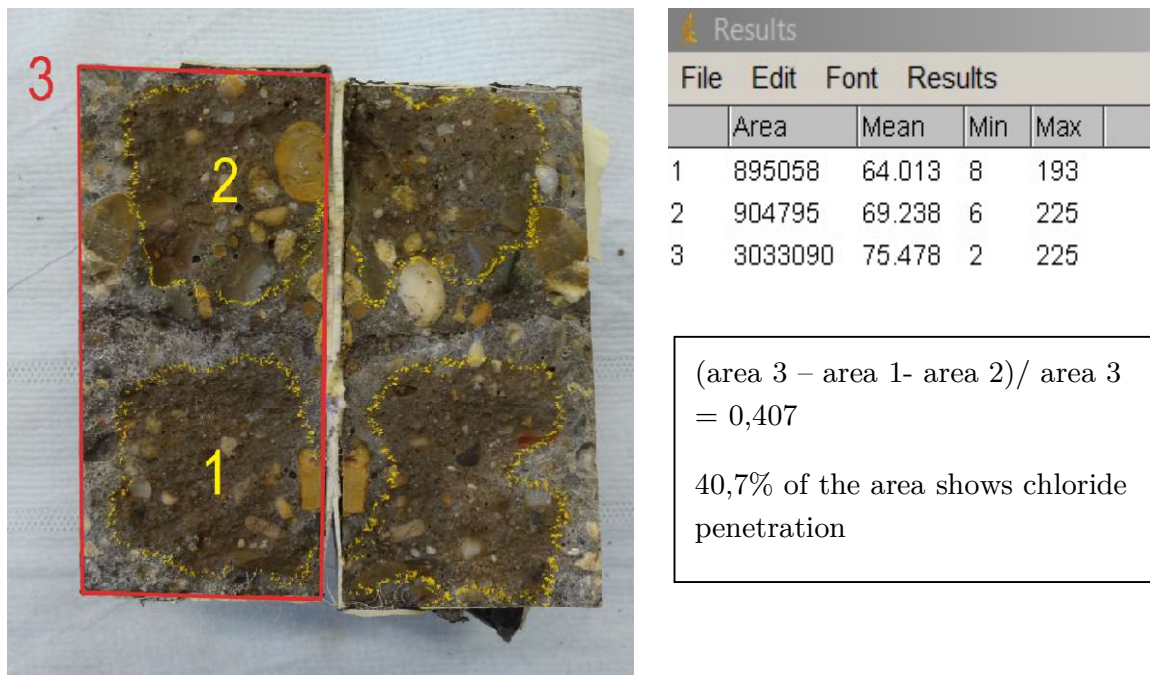 3
2
1
Results
File Edit Font Results
Area Mean Min Max
1 895058 64.013 8 193
2 904795 69.238 6 225
3 3033090 75.478 2 225
(area 3 – area 1- area 2)/ area 3
= 0,407
40,7% of the area shows chloride
penetration